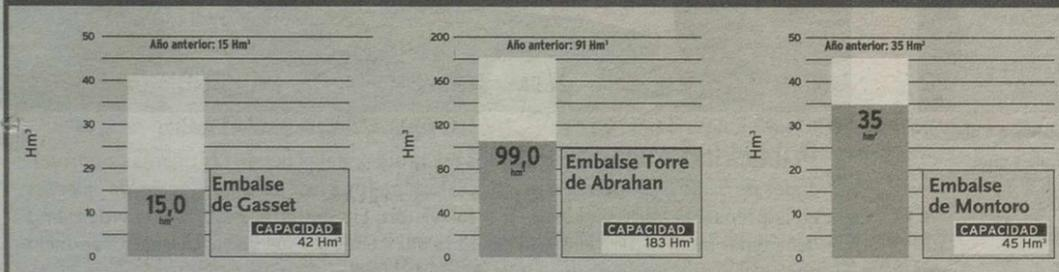 Año anterior: 15 Hm³
Hm³
50
40
30
29
10
0
15,0
hm³
Embalse
de Gasset
CAPACIDAD
42 Hm³
Año anterior: 91 Hm³
Hm³
200
160
120
80
40
0
99,0
hm³
Embalse Torre
de Abrahan
CAPACIDAD
183 Hm³
Año anterior: 35 Hm³
Hm³
50
40
30
20
10
0
35
hm³
Embalse
de Montoro
CAPACIDAD
45 Hm³